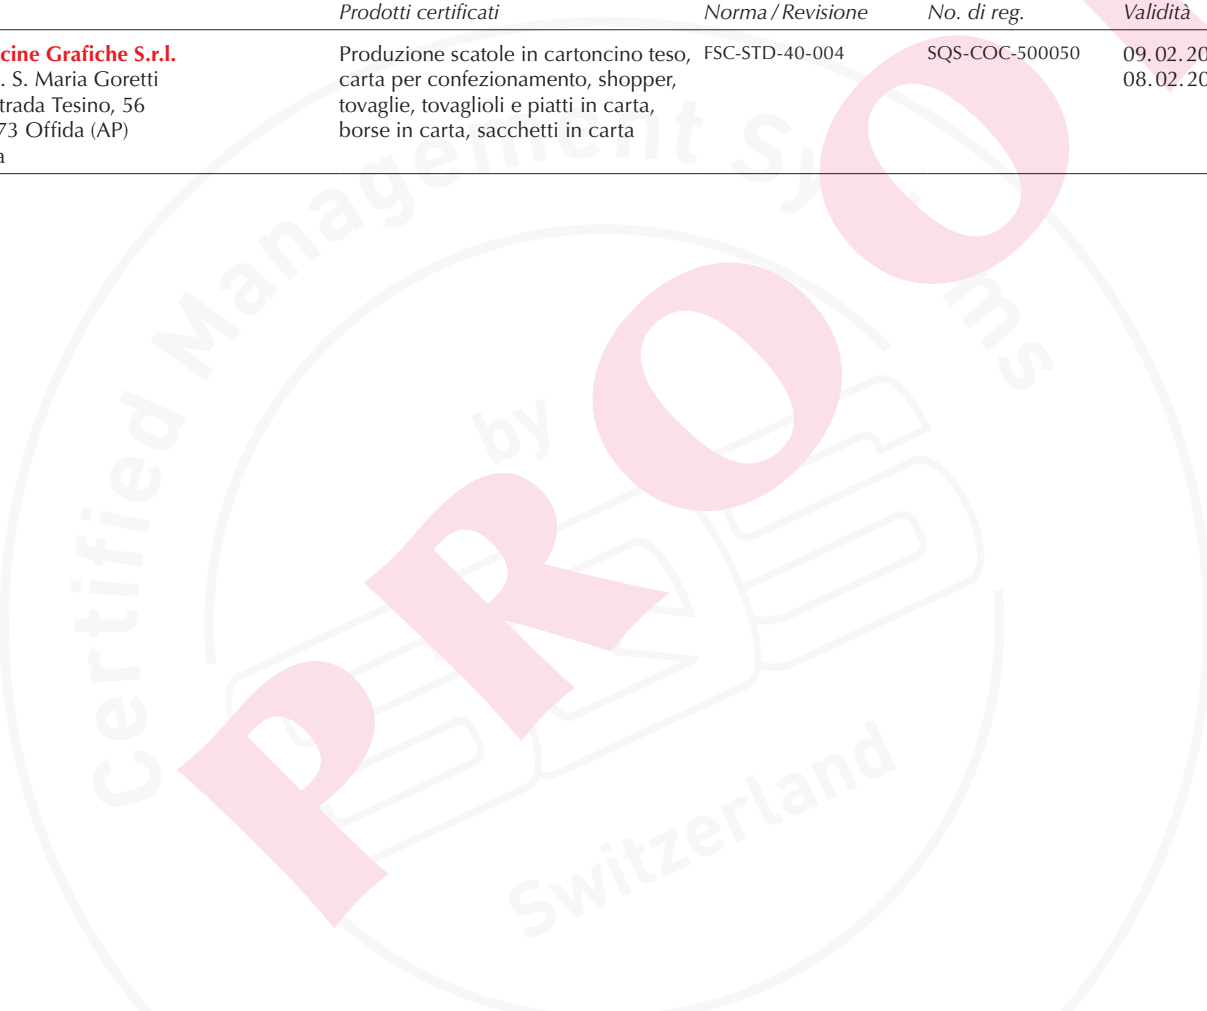 Prodotti certificati Norma / Revisione No. di reg. Validità
cine Grafiche S.r.l. Produzione scatole in cartoncino teso, FSC-STD-40-004 SQS-COC-500050 09.02.20
. S. Maria Goretti carta per confezionamento, shopper, 08.02.20
trada Tesino, 56 tovaglie, tovaglioli e piatti in carta,
73 Offida (AP) borse in carta, sacchetti in carta
a
Certified Management Systems
by
SQS
Switzerland
PROO